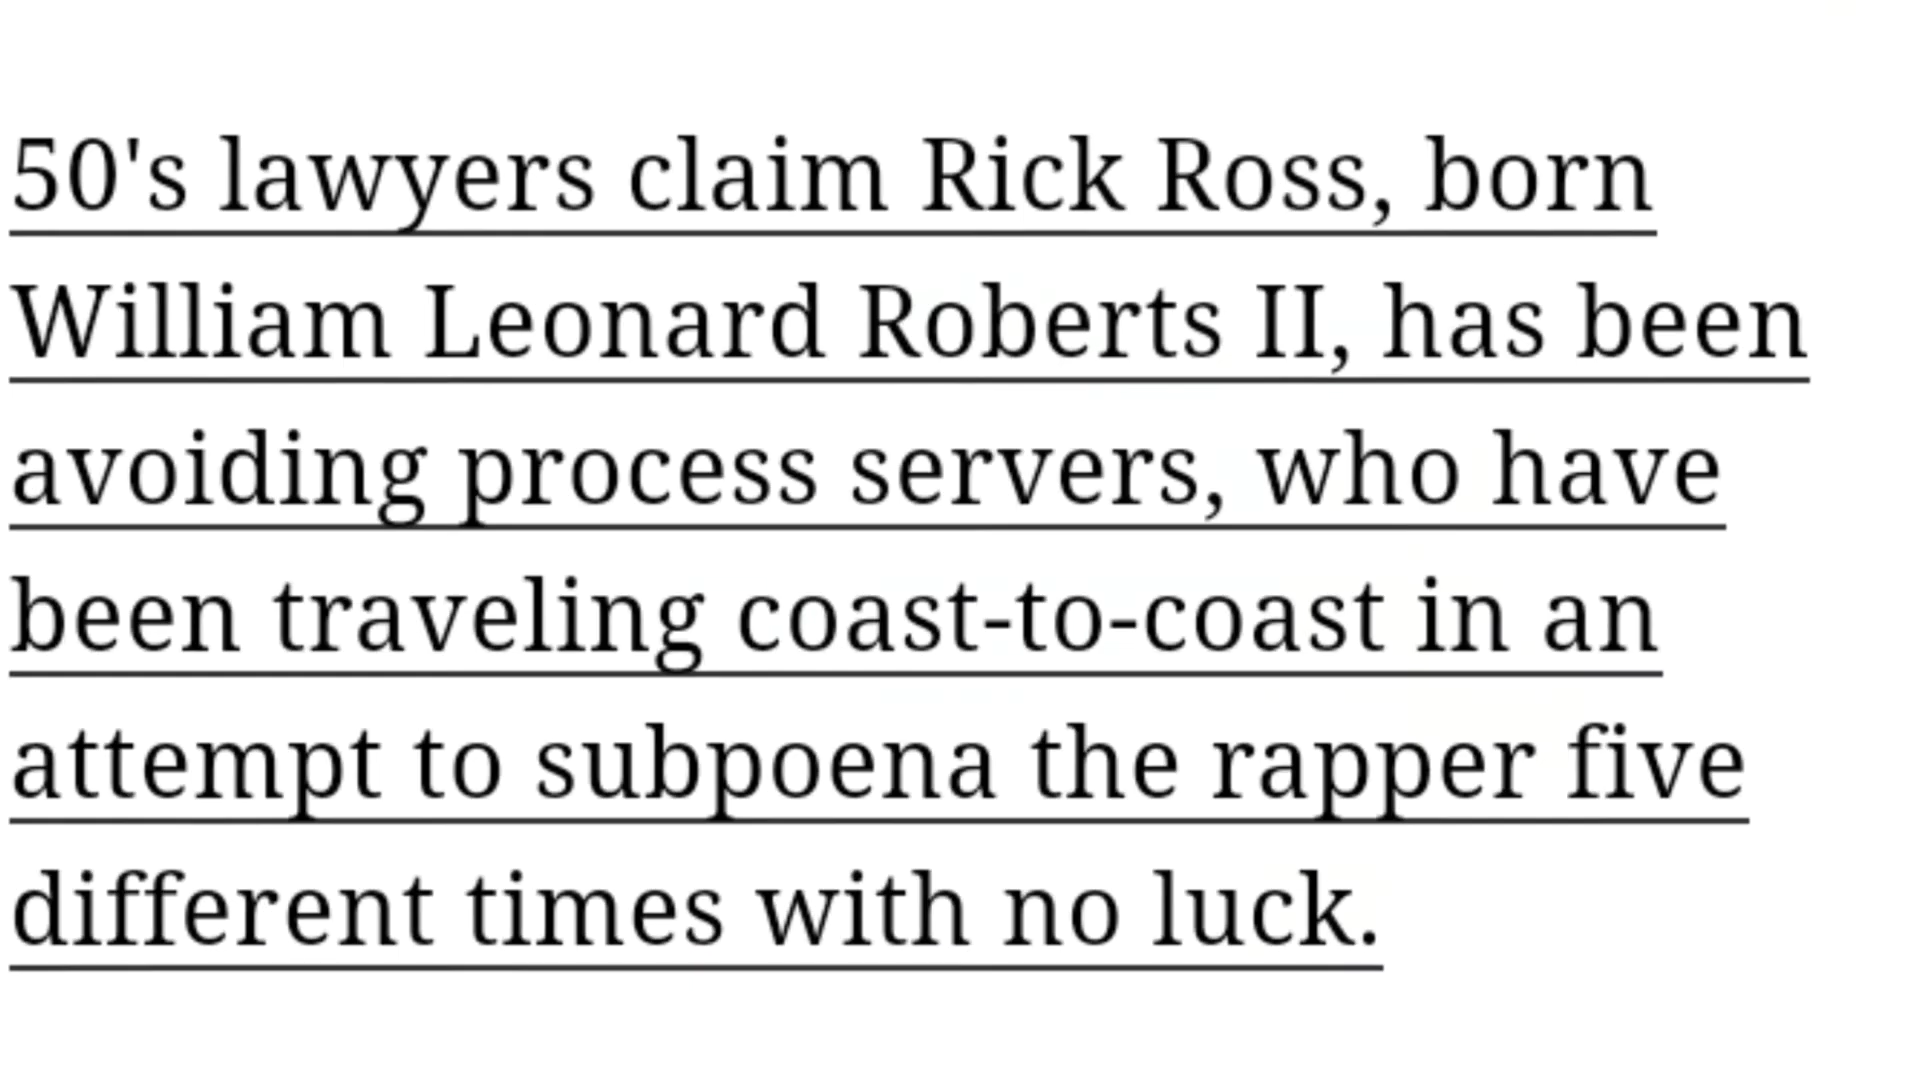 50's lawyers claim Rick Ross, born
William Leonard Roberts II, has been
avoiding process servers, who have
been traveling coast-to-coast in an
attempt to subpoena the rapper five
different times with no luck.